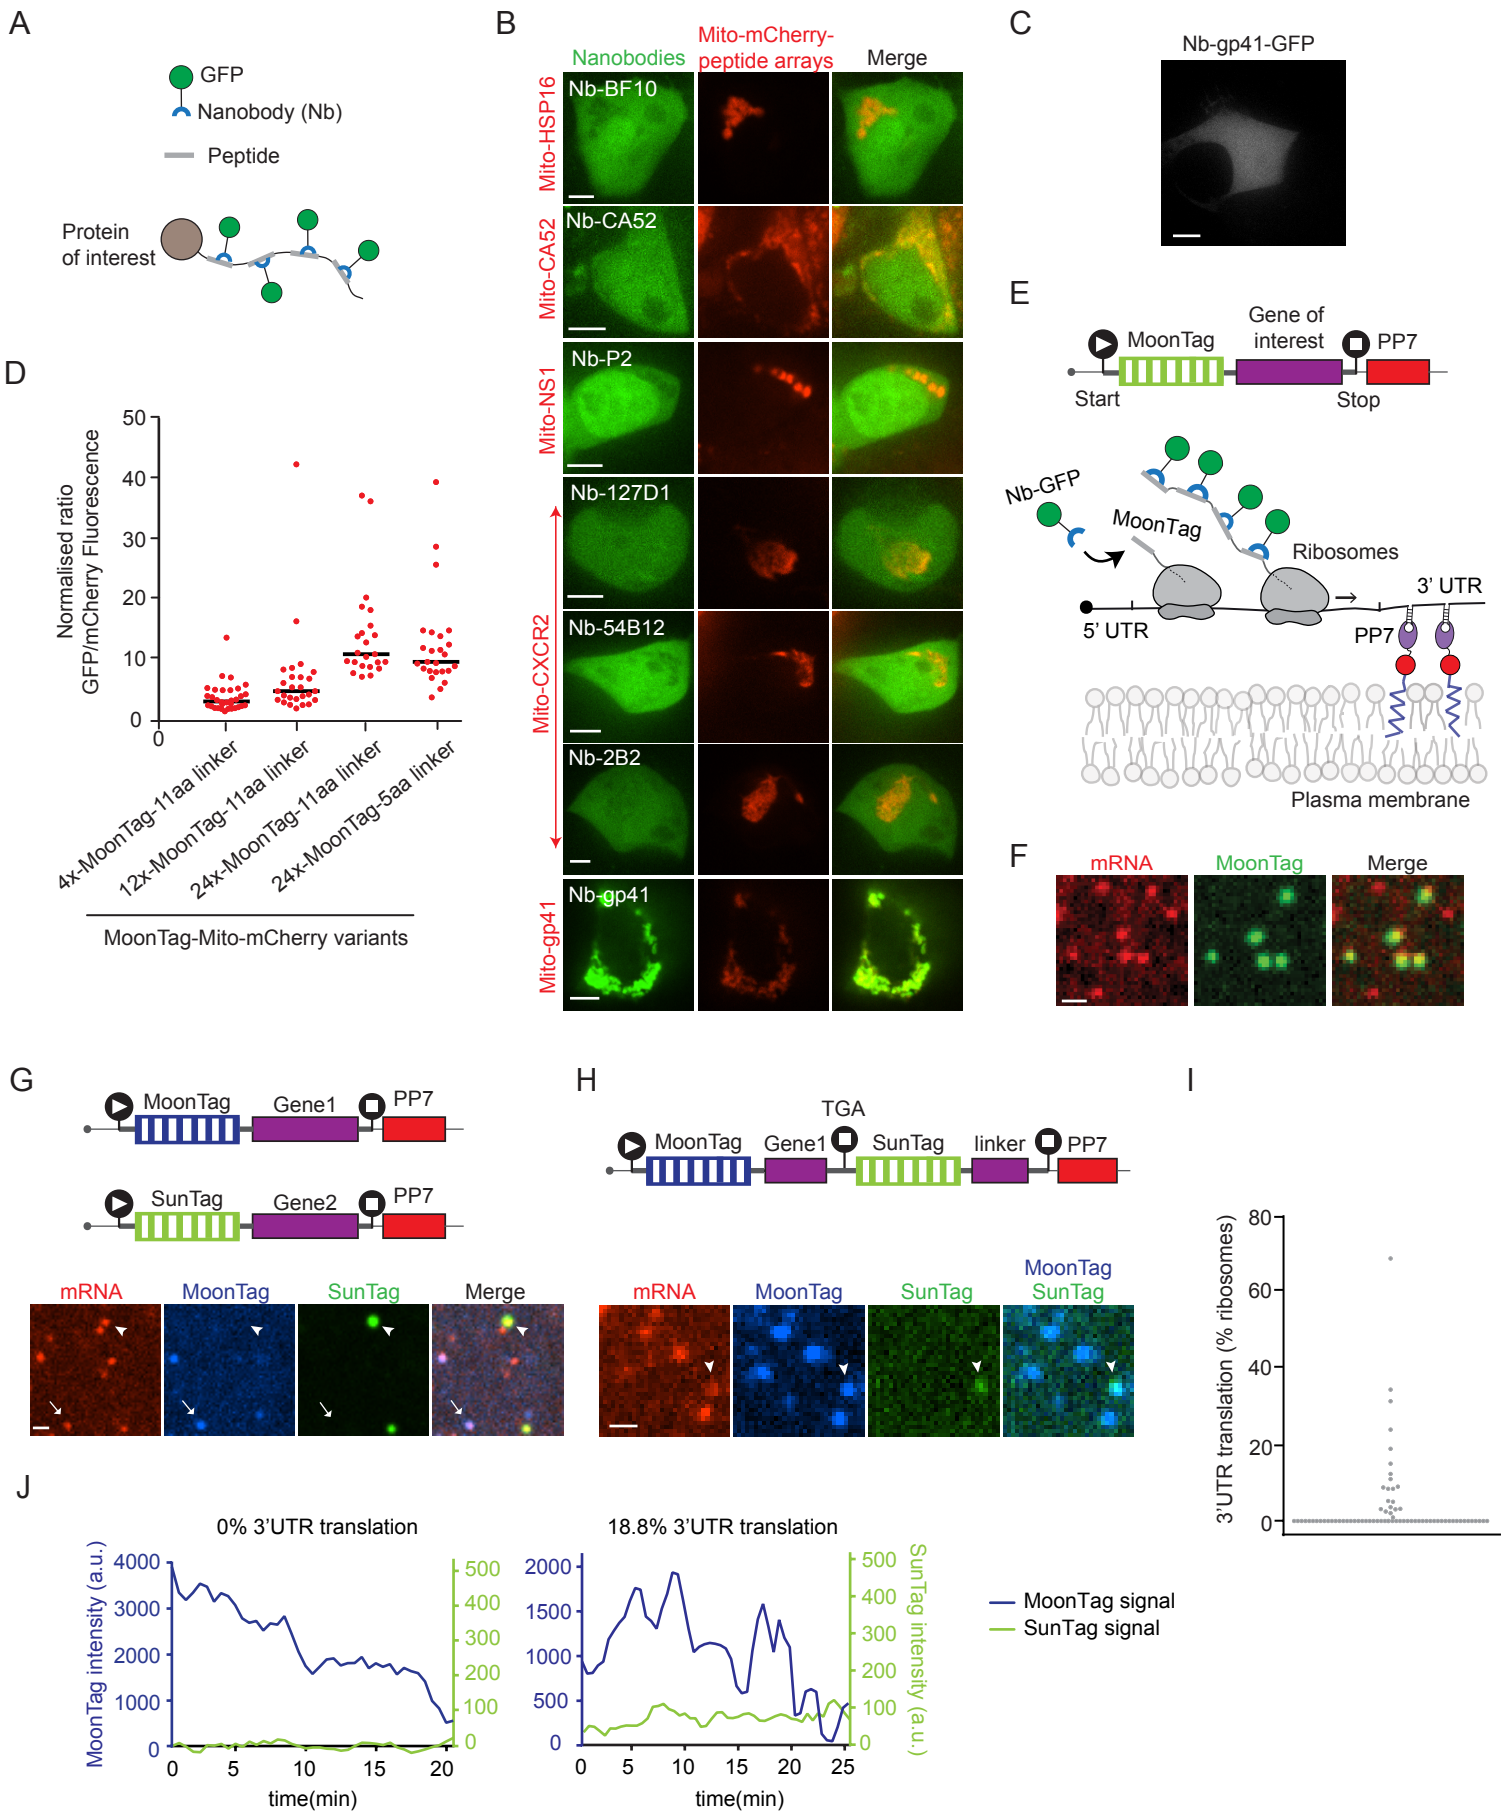 A
GFP
Nanobody (Nb)
Peptide
Protein
of interest
B
Nanobodies
Mito-mCherry-
peptide arrays
Merge
Mito-HSP16
Nb-BF10
Mito-CA52
Nb-CA52
Mito-NS1
Nb-P2
Mito-CXCR2
Nb-127D1
Nb-54B12
Nb-2B2
Mito-gp41
Nb-gp41
C
Nb-gp41-GFP
D
Normalised ratio
GFP/mCherry Fluorescence
50
40
30
20
10
0
0
4x-MoonTag-11aa linker
12x-MoonTag-11aa linker
24x-MoonTag-11aa linker
24x-MoonTag-5aa linker
MoonTag-Mito-mCherry variants
E
MoonTag
Gene of
interest
PP7
Start
Stop
Nb-GFP
MoonTag
Ribosomes
3’ UTR
5’ UTR
PP7
Plasma membrane
F
mRNA
MoonTag
Merge
G
MoonTag
Gene1
PP7
SunTag
Gene2
PP7
mRNA
MoonTag
SunTag
Merge
H
TGA
MoonTag
Gene1
SunTag
linker
PP7
mRNA
MoonTag
SunTag
MoonTag
SunTag
I
3’UTR translation (% ribosomes)
80
60
40
20
0
J
0% 3’UTR translation
MoonTag intensity (a.u.)
4000
3000
2000
1000
0
500
400
300
200
100
0
0 5 10 15 20
time(min)
18.8% 3’UTR translation
2000
1500
1000
500
0
500
400
300
200
100
0
SunTag intensity (a.u.)
0 5 10 15 20 25
time(min)
MoonTag signal
SunTag signal